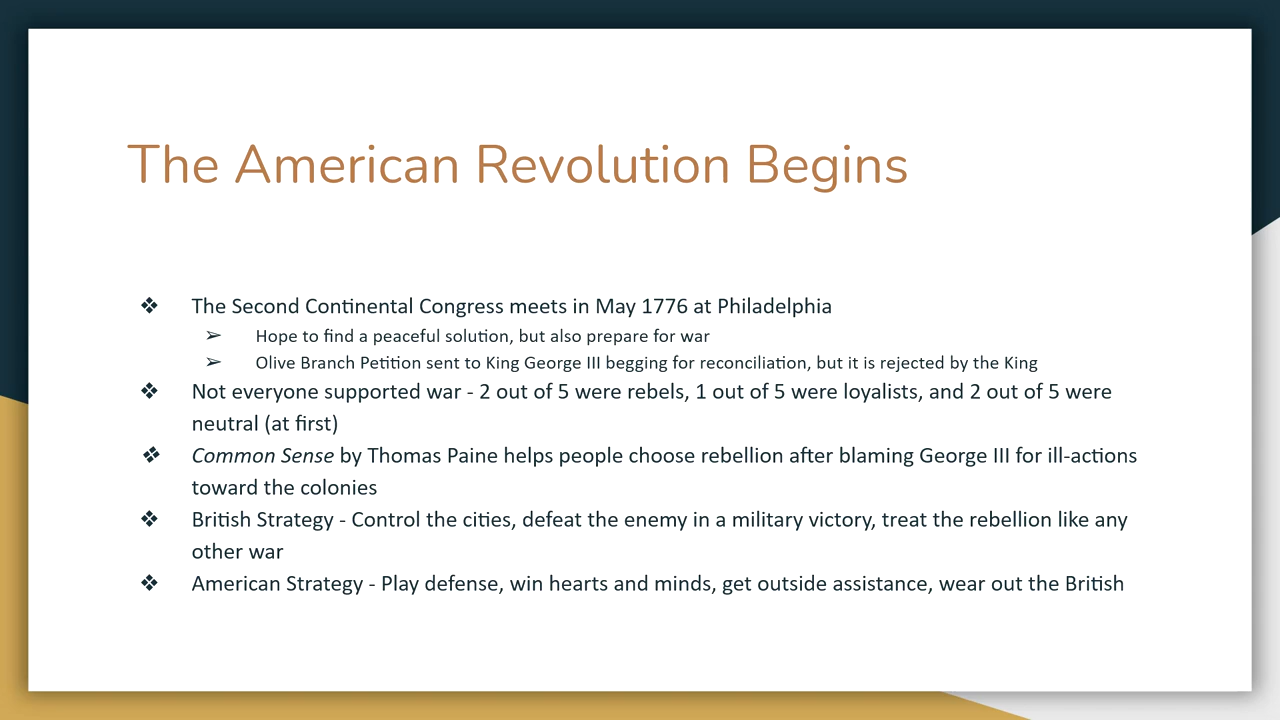 The American Revolution Begins
❖ The Second Continental Congress meets in May 1776 at Philadelphia
➢ Hope to find a peaceful solution, but also prepare for war
➢ Olive Branch Petition sent to King George III begging for reconciliation, but it is rejected by the King
❖ Not everyone supported war - 2 out of 5 were rebels, 1 out of 5 were loyalists, and 2 out of 5 were
neutral (at first)
❖ Common Sense by Thomas Paine helps people choose rebellion after blaming George III for ill-actions
toward the colonies
❖ British Strategy - Control the cities, defeat the enemy in a military victory, treat the rebellion like any
other war
❖ American Strategy - Play defense, win hearts and minds, get outside assistance, wear out the British